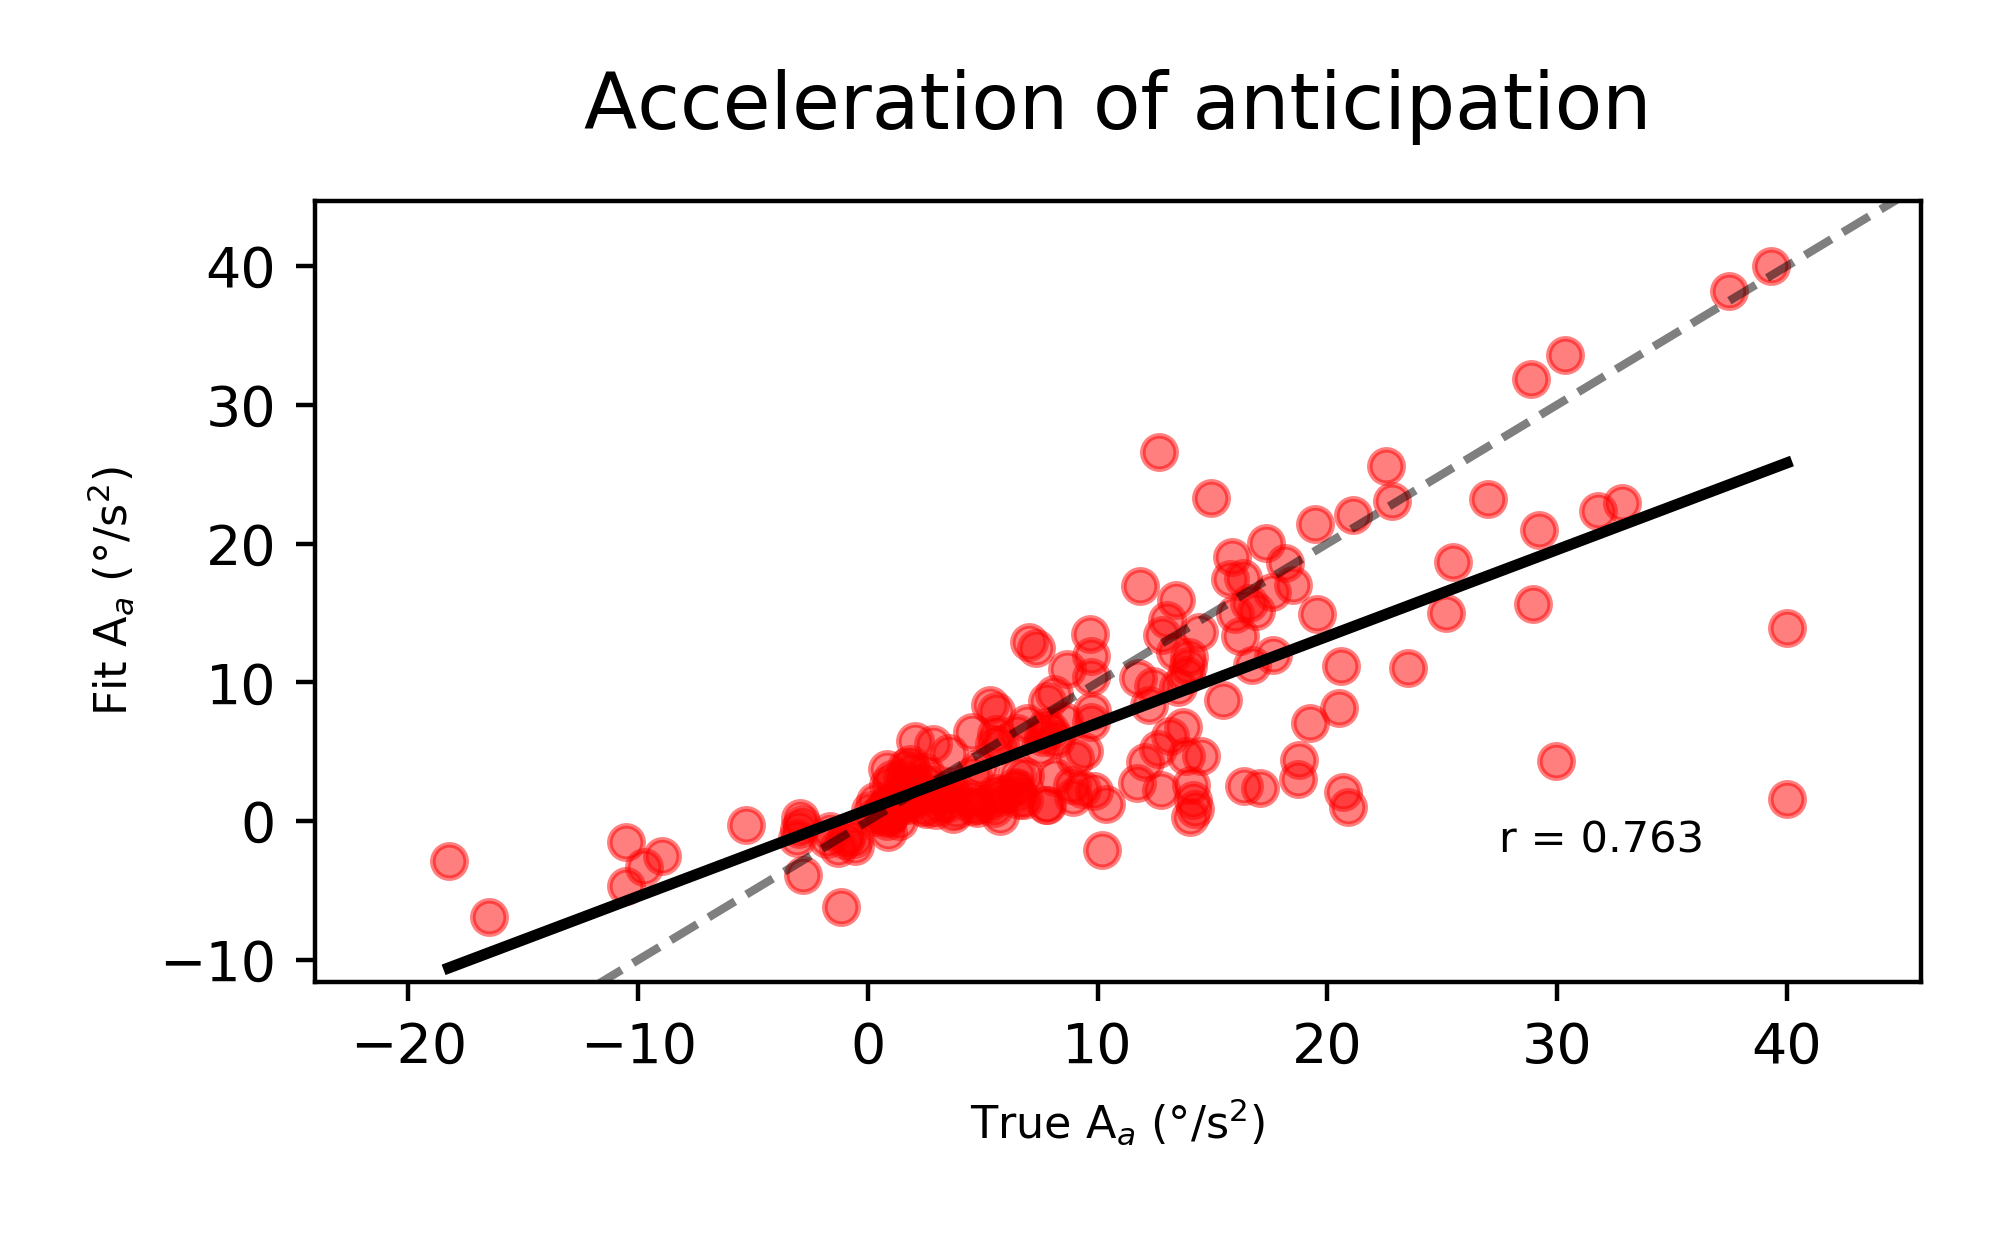 Acceleration of anticipation
40
30
20
10
0
−10
Fit Aₐ (°/s²)
r = 0.763
−20 −10 0 10 20 30 40
True Aₐ (°/s²)